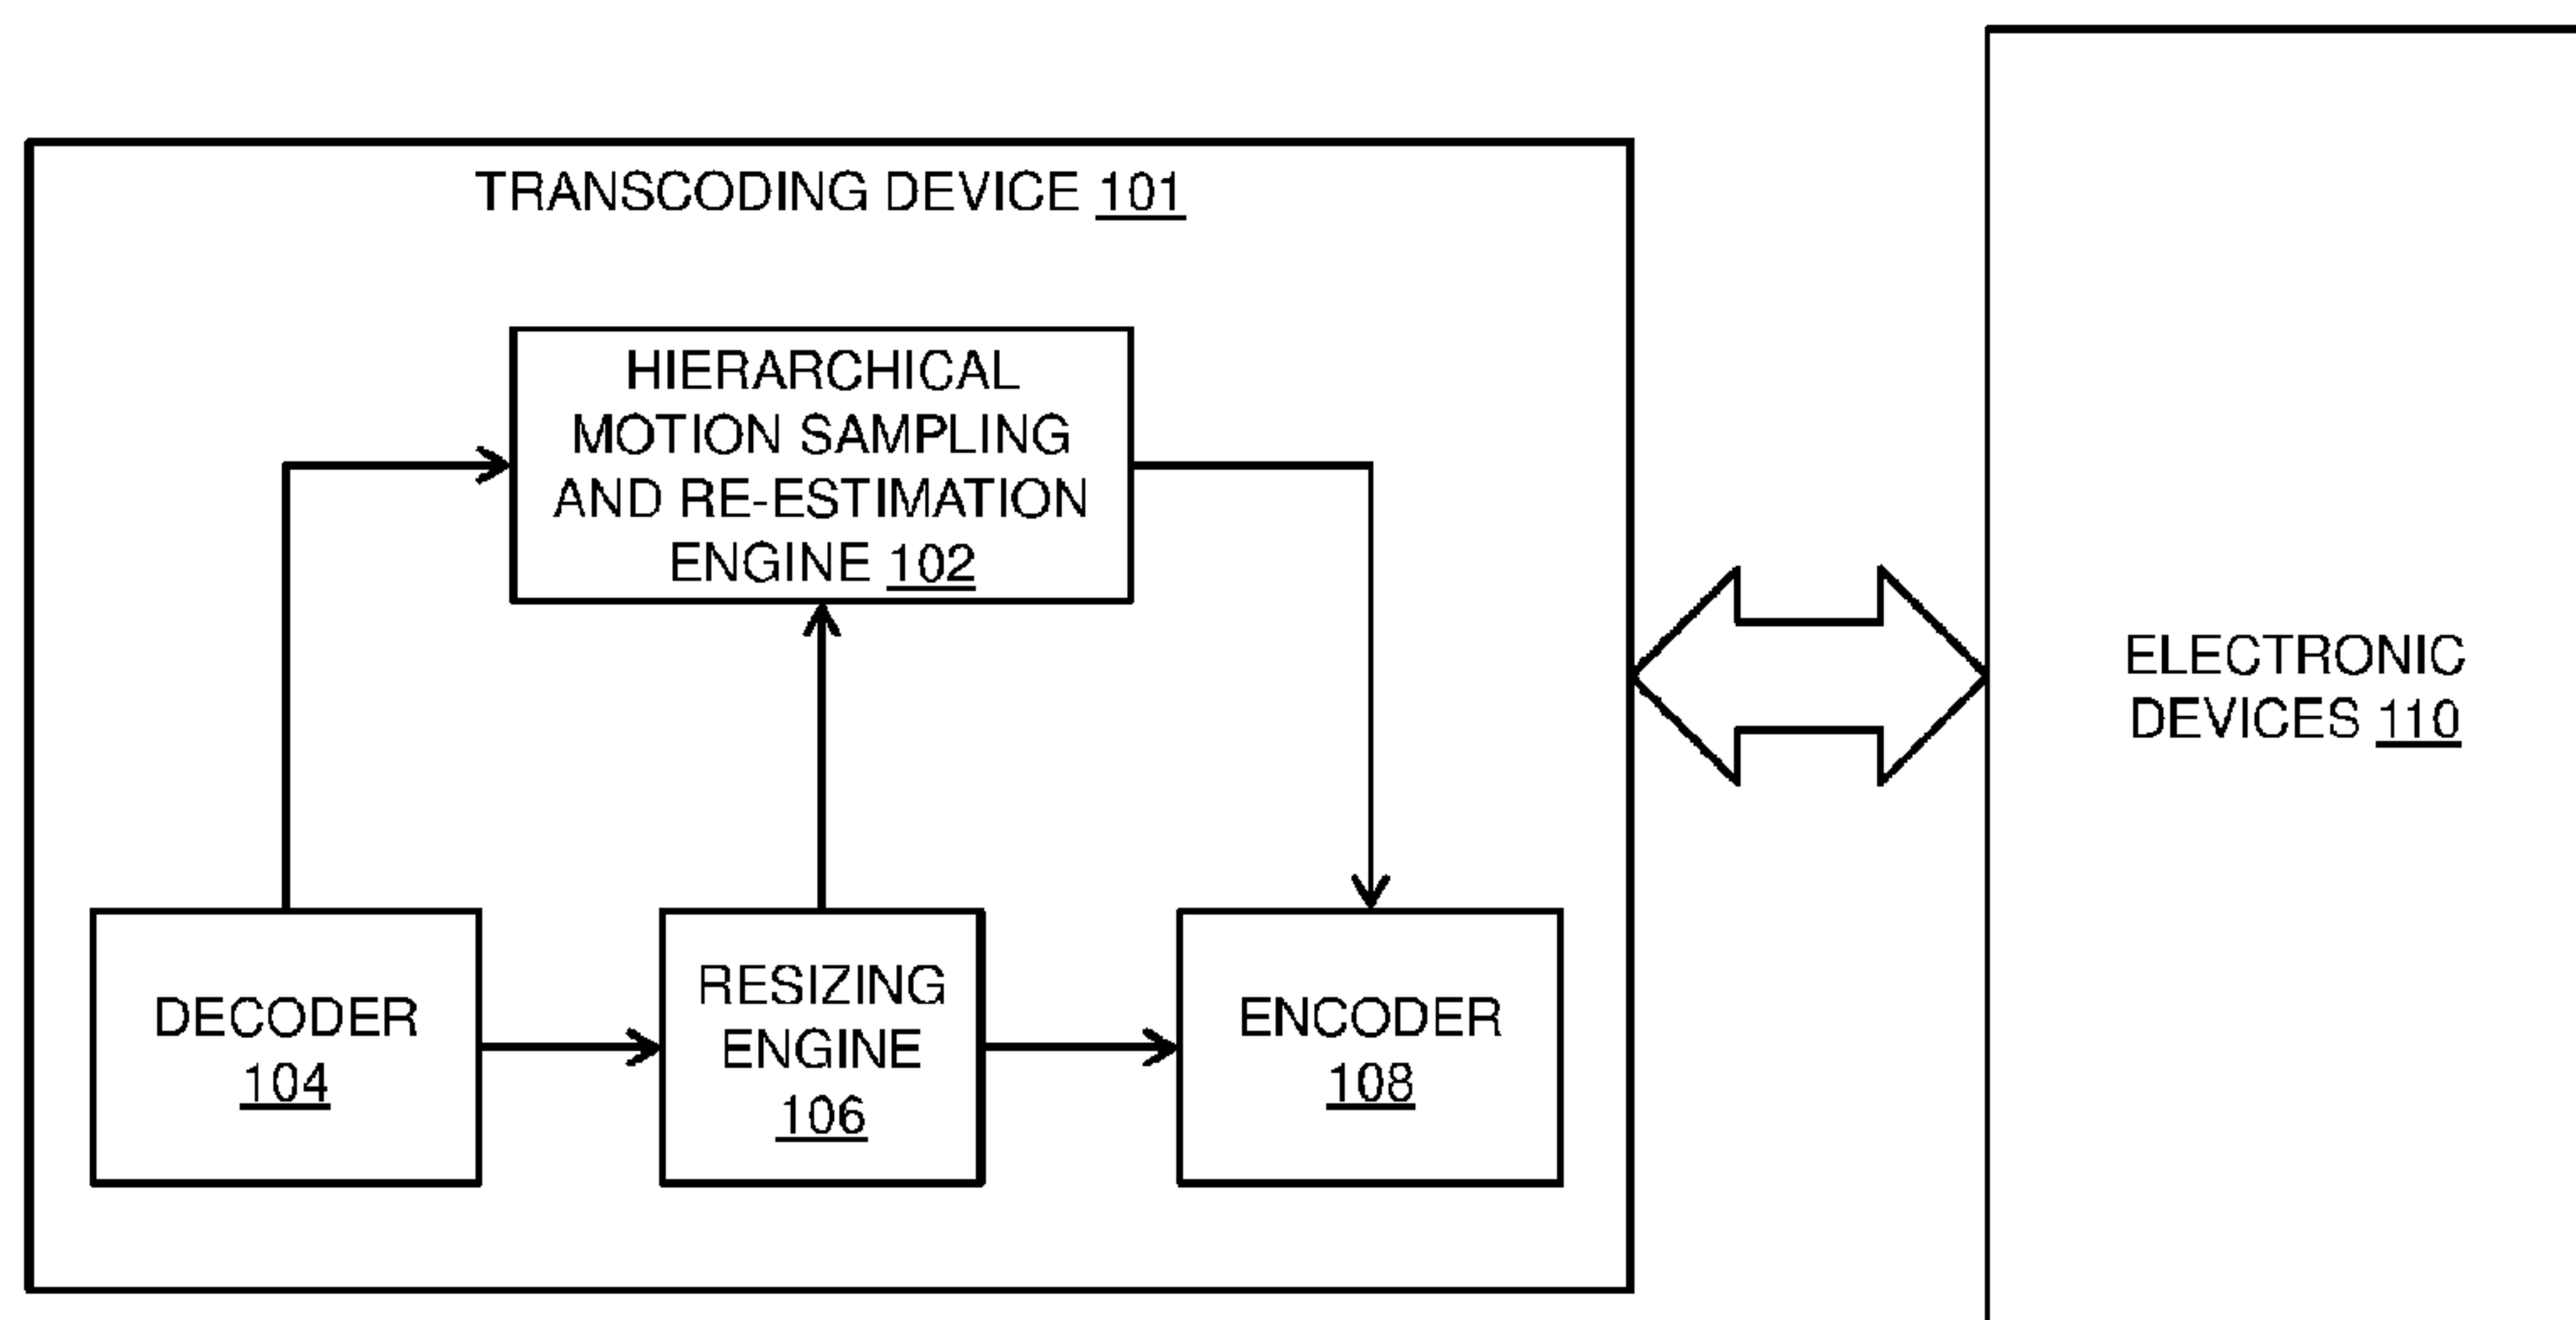 TRANSCODING DEVICE 101
HIERARCHICAL
MOTION SAMPLING
AND RE-ESTIMATION
ENGINE 102
DECODER
104
RESIZING
ENGINE
106
ENCODER
108
ELECTRONIC
DEVICES 110